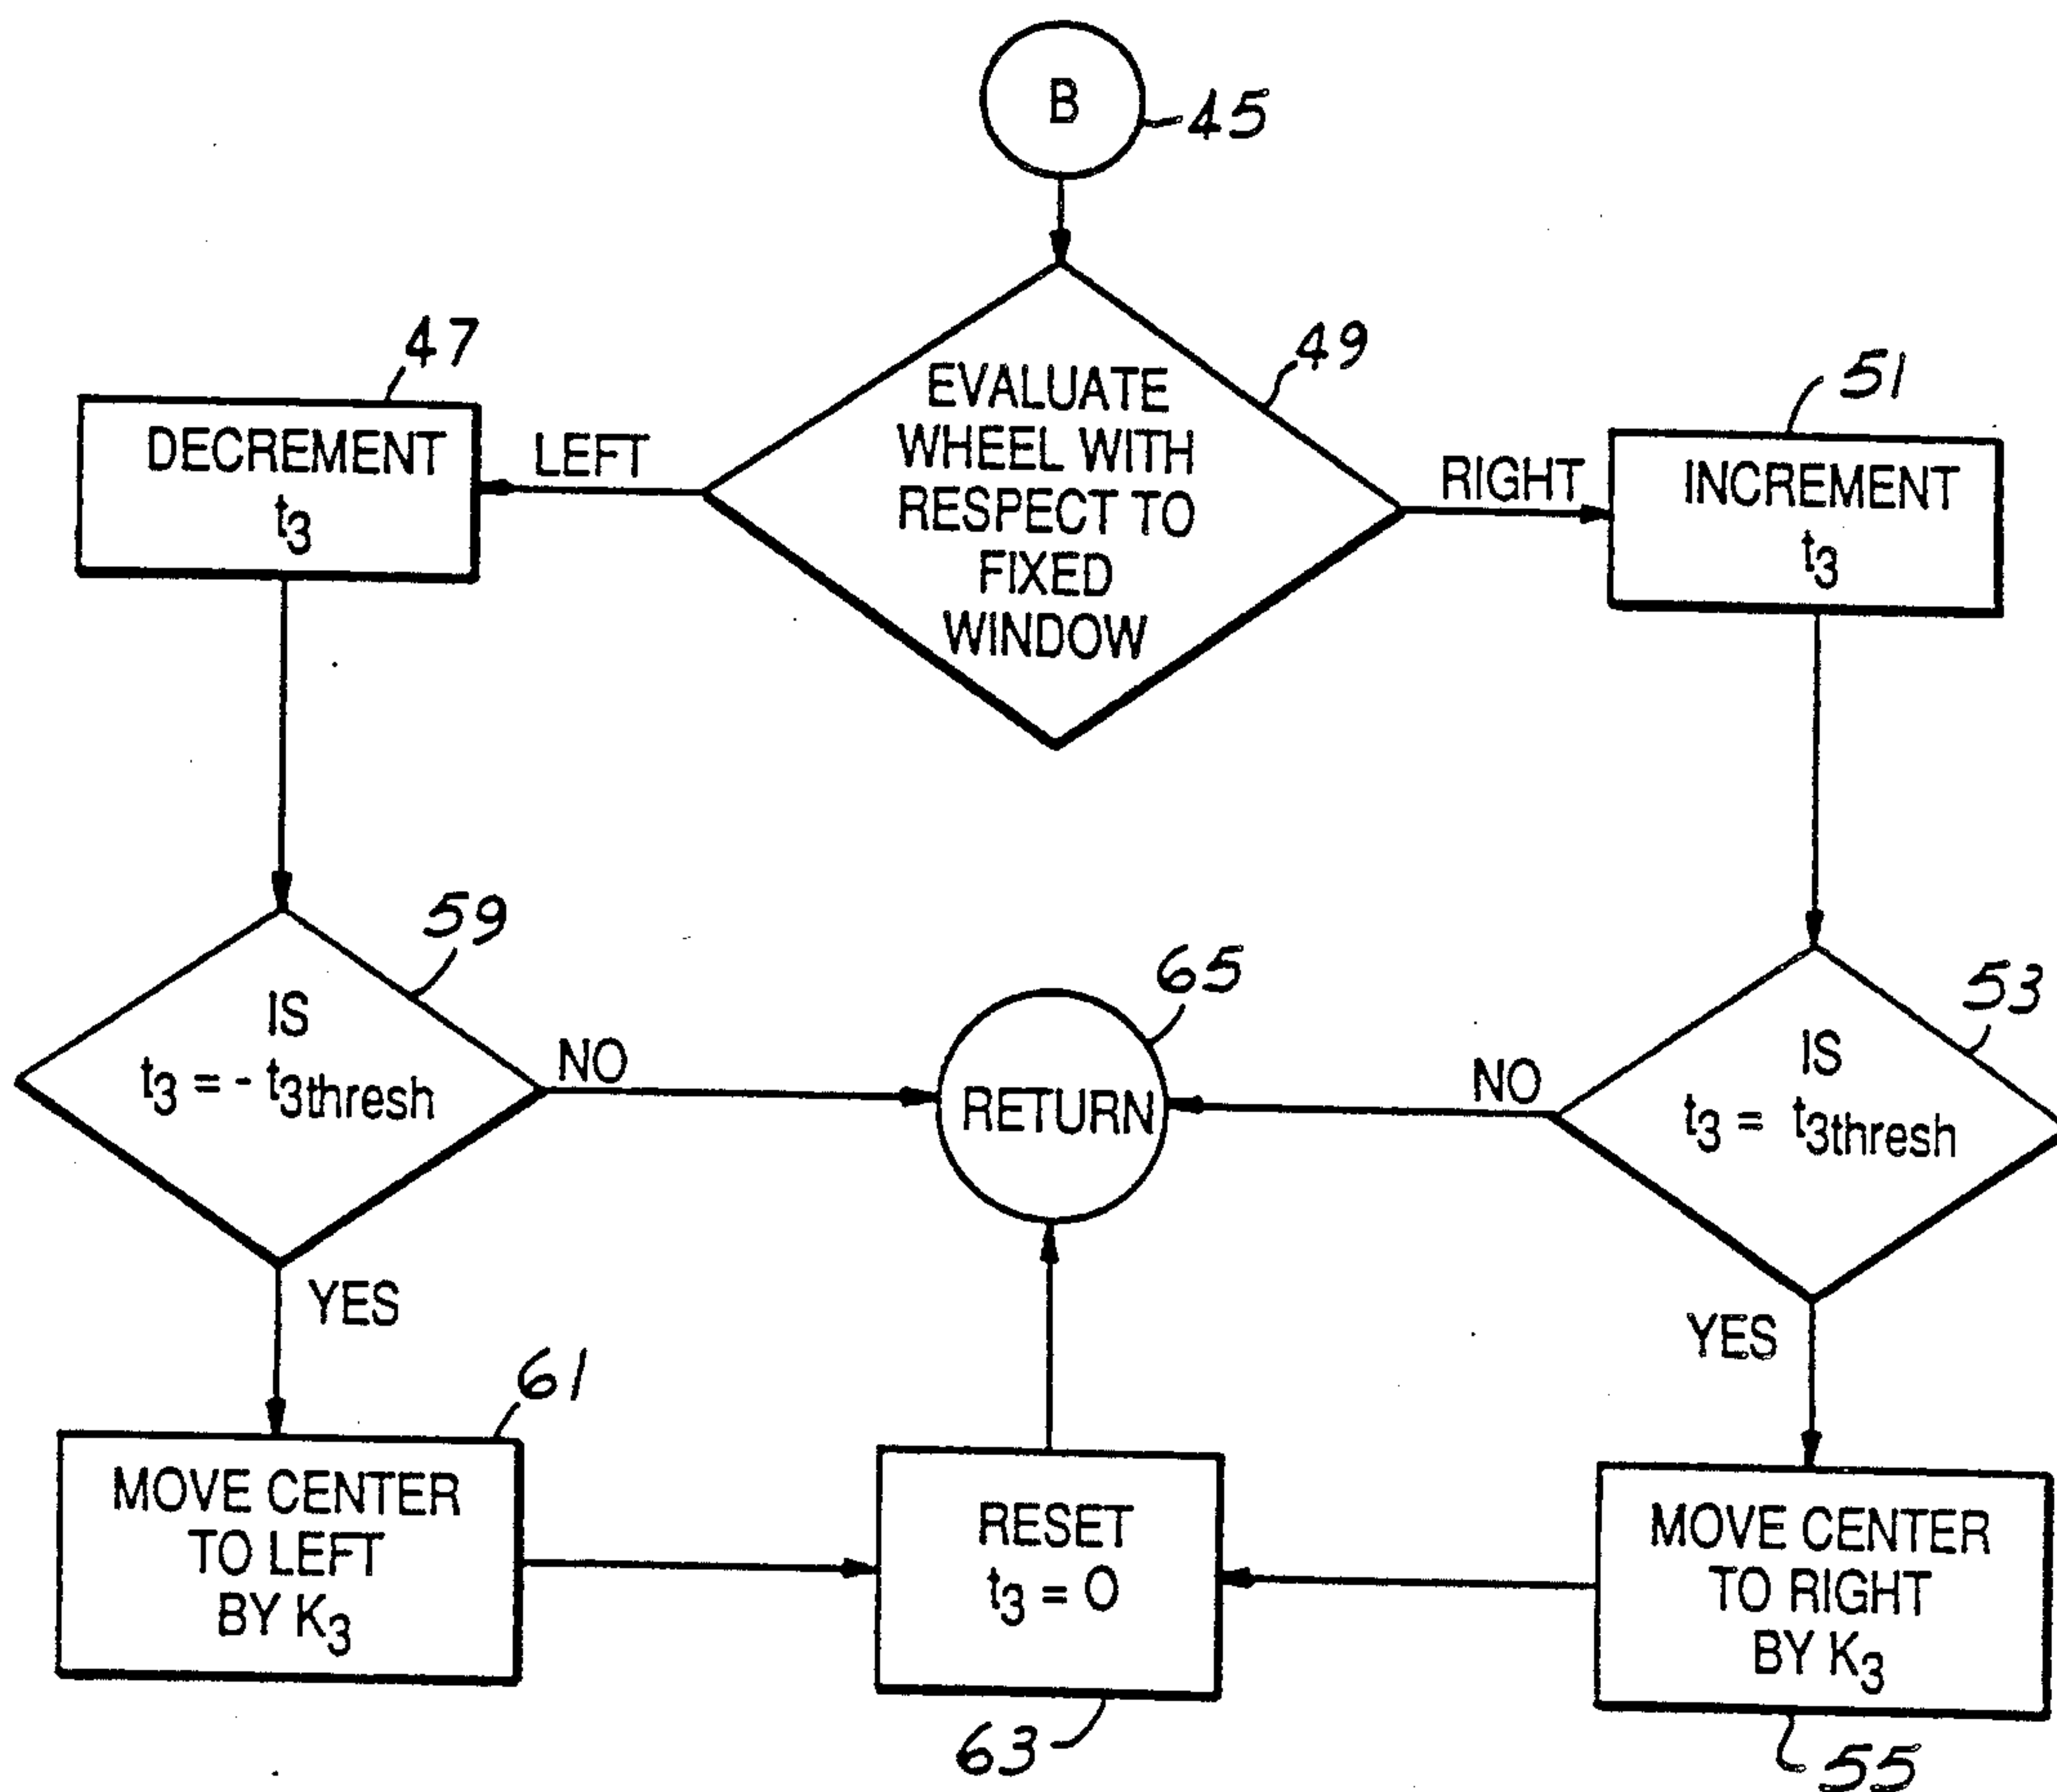 B
45
47
49
51
DECREMENT
t3
LEFT
EVALUATE
WHEEL WITH
RESPECT TO
FIXED
WINDOW
RIGHT
INCREMENT
t3
59
65
53
IS
t3 = - t3thresh
NO
RETURN
NO
IS
t3 = t3thresh
YES
YES
61
MOVE CENTER
TO LEFT
BY K3
RESET
t3 = 0
MOVE CENTER
TO RIGHT
BY K3
63
55